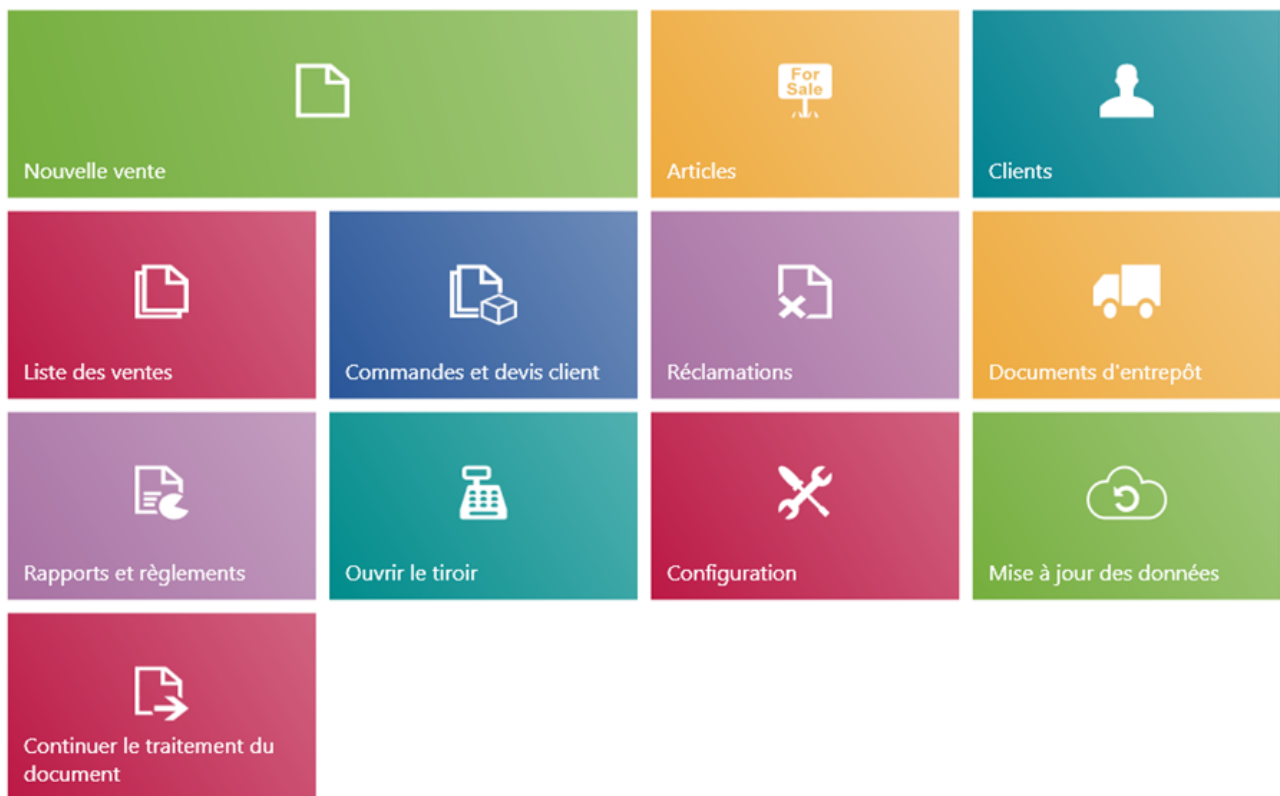 For
Sale
Nouvelle vente
Articles
Clients
Liste des ventes
Commandes et devis client
Réclamations
Documents d'entrepôt
Rapports et règlements
Ouvrir le tiroir
Configuration
Mise à jour des données
Continuer le traitement du
document